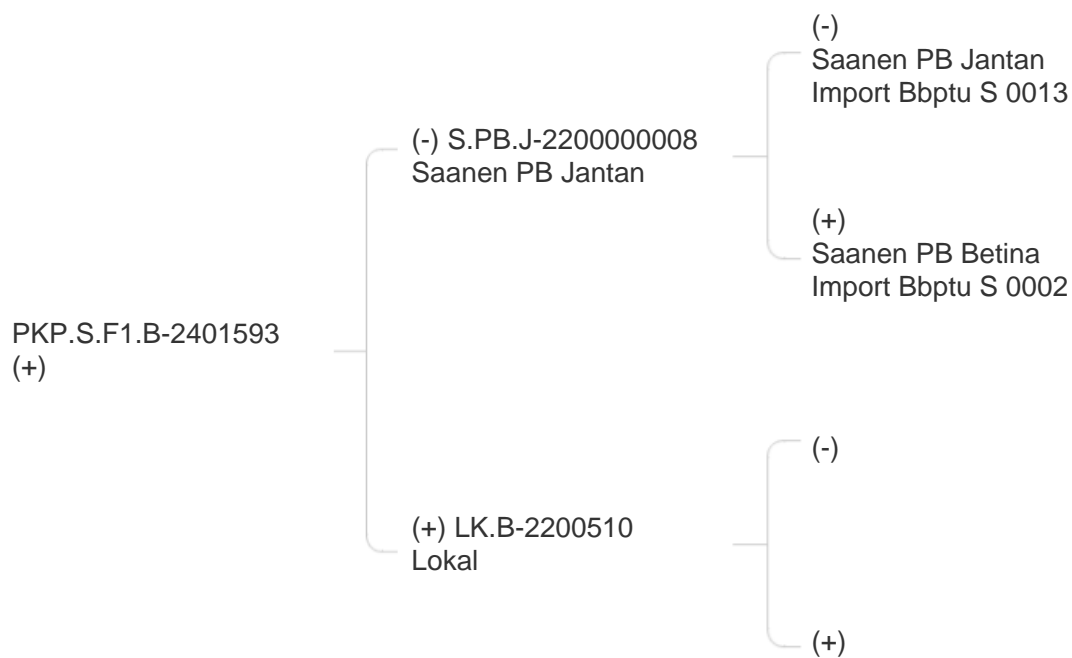 (-)
Saanen PB Jantan
Import Bbptu S 0013
(-) S.PB.J-2200000008
Saanen PB Jantan
(+)
Saanen PB Betina
Import Bbptu S 0002
PKP.S.F1.B-2401593
(+)
(-)
(+) LK.B-2200510
Lokal
(+)